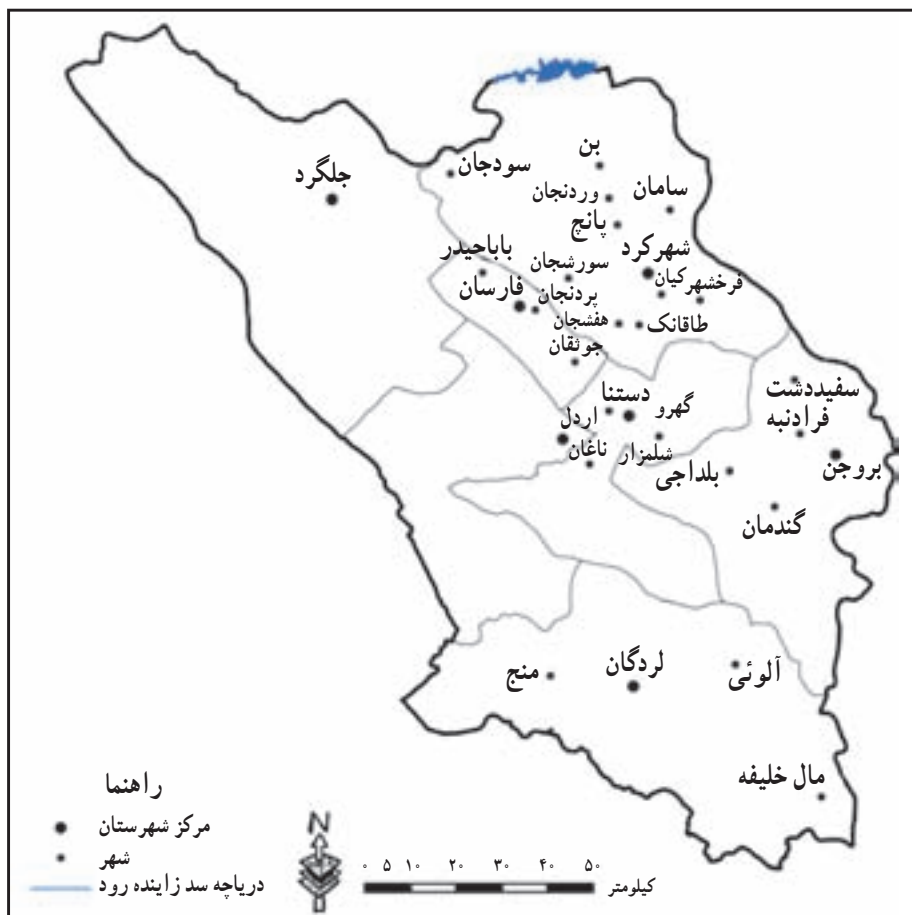 بن
سودجان
جلگرد
وردنجان
سامان
پانچ
شهرکرد
باباحیدر
سورشجان
کیان
فرخشهر
فارسان
پردنجان
هفشجان
طاقانک
جوثقان
سفیددشت
دستنا
گهرو
فرادنبه
اردل
ناغان
شلمزار
بلداجی
بروجن
گندمان
منج
لردگان
آلوئی
مال خلیفه
راهنما
مرکز شهرستان
شهر
دریاچه سد زاینده رود
N
۰ ۵ ۱۰ ۲۰ ۳۰ ۴۰ ۵۰
کیلومتر